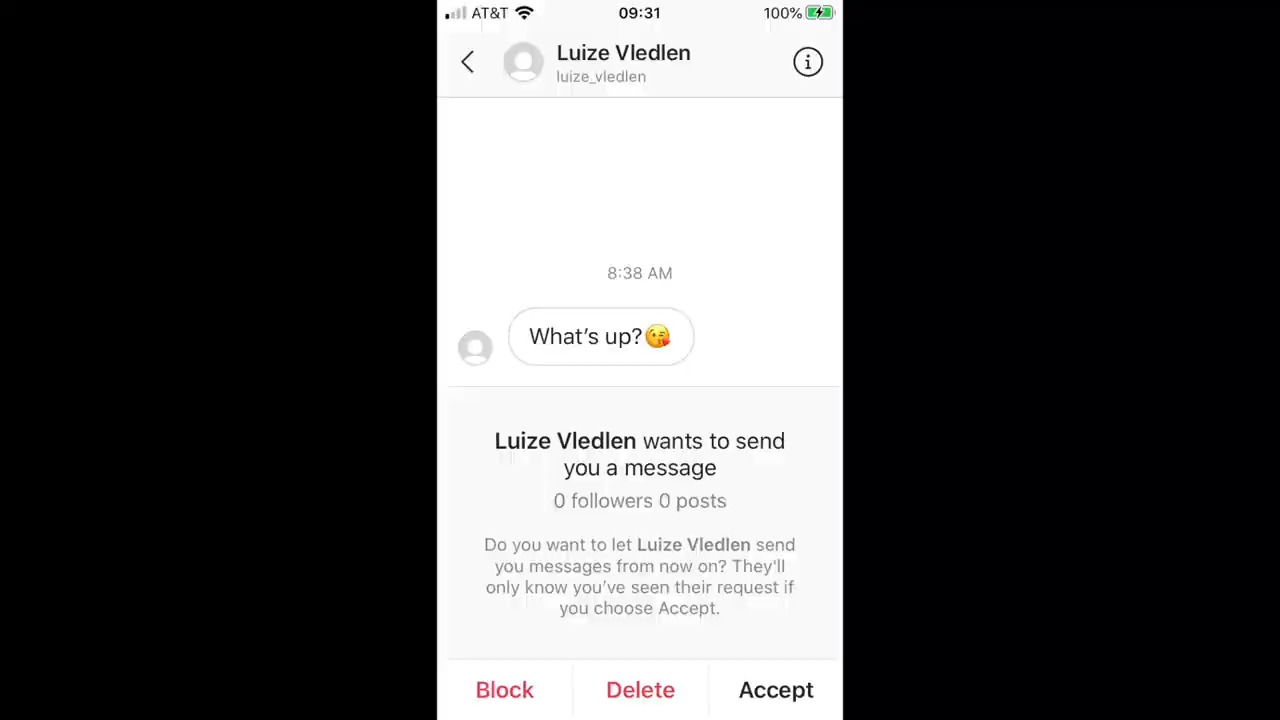 AT&T 09:31 100%
Luize Vledlen
luize_vledlen
8:38 AM
What's up?😘
Luize Vledlen wants to send
you a message
0 followers 0 posts
Do you want to let Luize Vledlen send
you messages from now on? They'll
only know you've seen their request if
you choose Accept.
Block Delete Accept